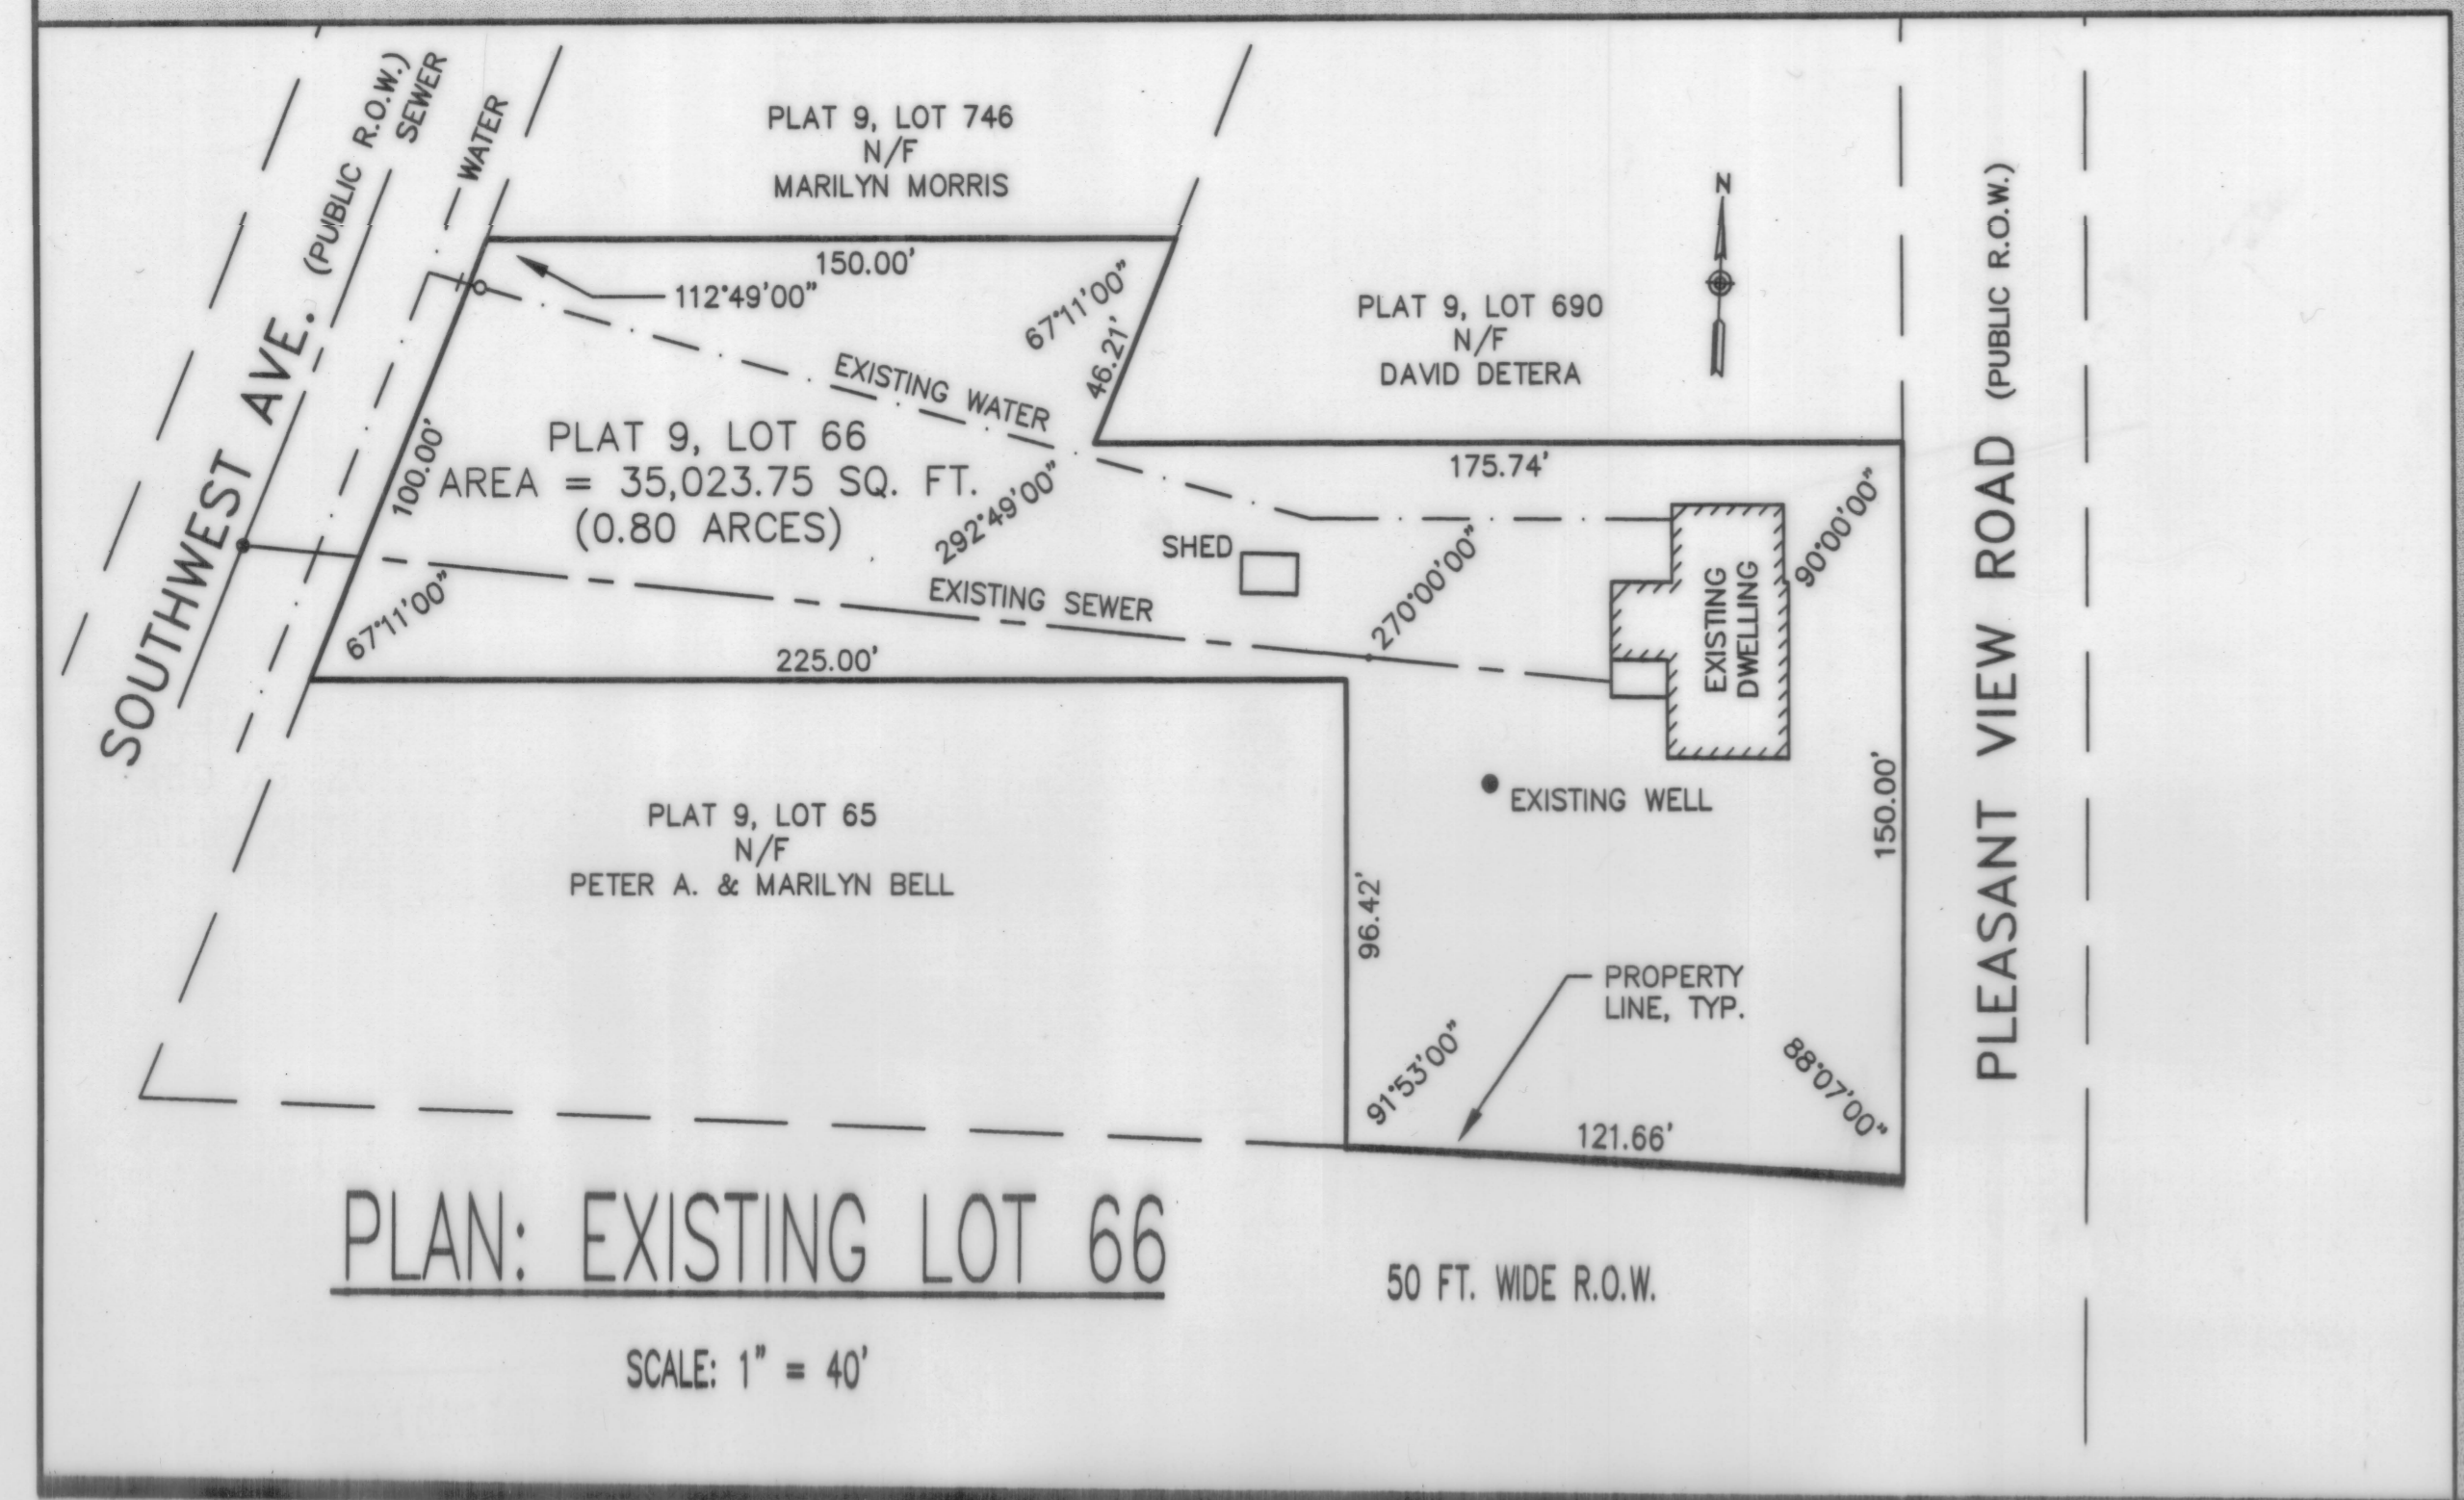 SOUTHWEST AVE. (PUBLIC R.O.W.)
SEWER
WATER
PLAT 9, LOT 746
N/F
MARILYN MORRIS
150.00'
112°49'00"
67°11'00"
46.21'
N
PLAT 9, LOT 690
N/F
DAVID DETERA
175.74'
EXISTING WATER
100.00'
PLAT 9, LOT 66
AREA = 35,023.75 SQ. FT.
(0.80 ARCES)
292°49'00"
SHED
67°11'00"
EXISTING SEWER
225.00'
270°00'00"
EXISTING
DWELLING
90°00'00"
PLEASANT VIEW ROAD (PUBLIC R.O.W.)
EXISTING WELL
150.00'
PLAT 9, LOT 65
N/F
PETER A. & MARILYN BELL
96.42'
PROPERTY
LINE, TYP.
91°53'00"
88°07'00"
121.66'
PLAN: EXISTING LOT 66
50 FT. WIDE R.O.W.
SCALE: 1" = 40'